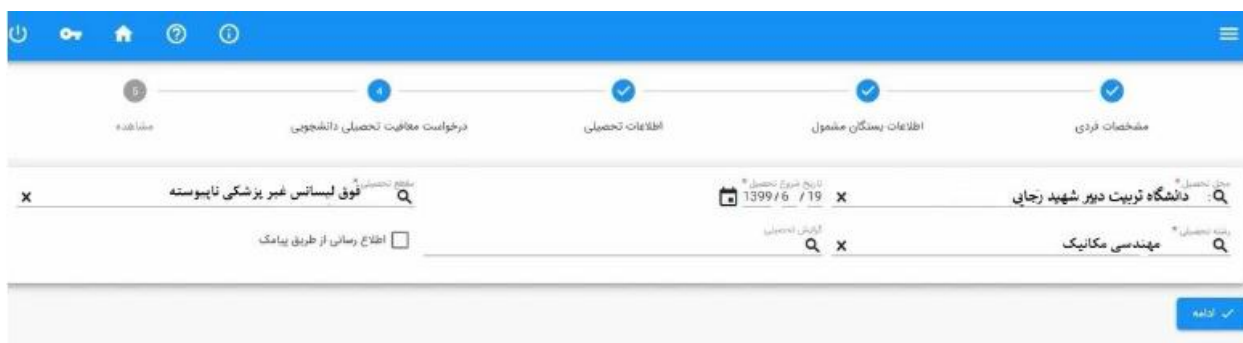 مشخصات فردی
اطلاعات بستگان مشمول
اطلاعات تحصیلی
4
درخواست معافیت تحصیلی دانشجویی
5
مشاهده
محل تحصیل *
دانشگاه تربیت دبیر شهید رجایی
تاریخ شروع تحصیل *
1399/6 /19
مقطع تحصیلی *
فوق لیسانس غیر پزشکی ناپیوسته
رشته تحصیلی *
مهندسی مکانیک
گرایش تحصیلی
اطلاع رسانی از طریق پیامک
ادامه